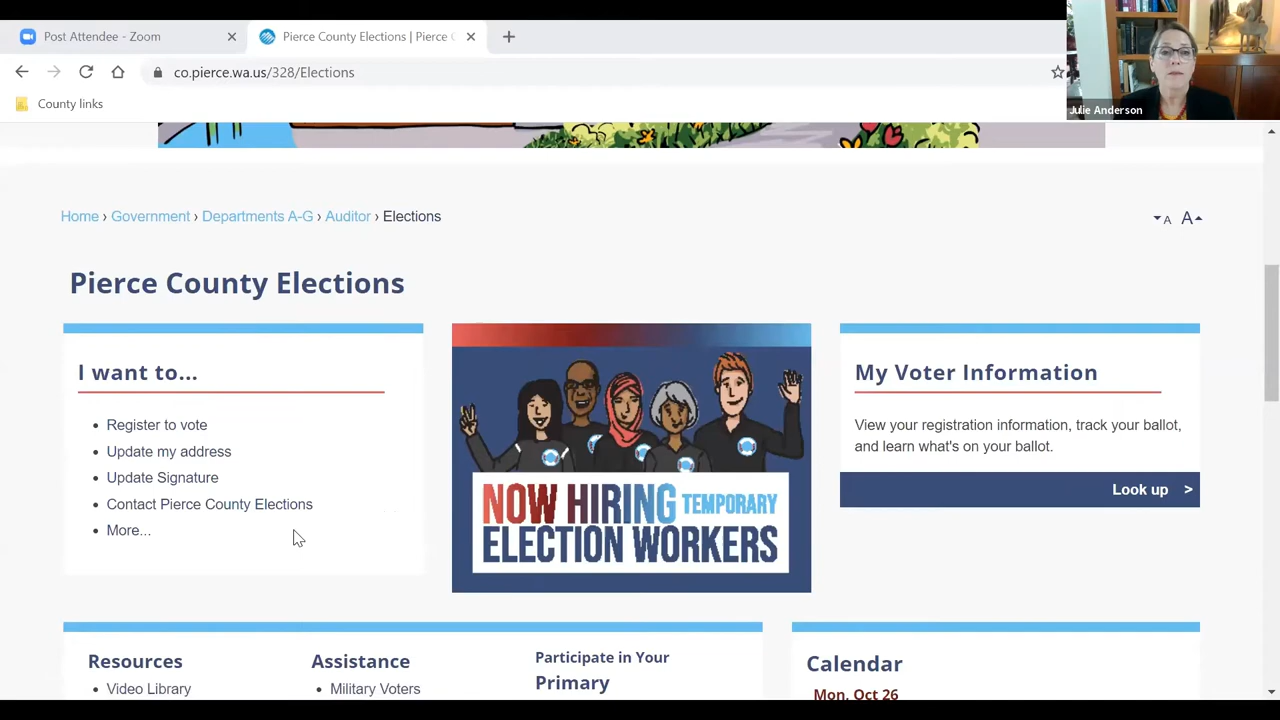 Post Attendee - Zoom
Pierce County Elections | Pierce C
co.pierce.wa.us/328/Elections
County links
Julie Anderson
Home › Government › Departments A-G › Auditor › Elections
A A
Pierce County Elections
I want to...
Register to vote
Update my address
Update Signature
Contact Pierce County Elections
More...
NOW HIRING TEMPORARY
ELECTION WORKERS
My Voter Information
View your registration information, track your ballot,
and learn what's on your ballot.
Look up >
Resources
Video Library
Assistance
Military Voters
Participate in Your
Primary
Calendar
Mon, Oct 26